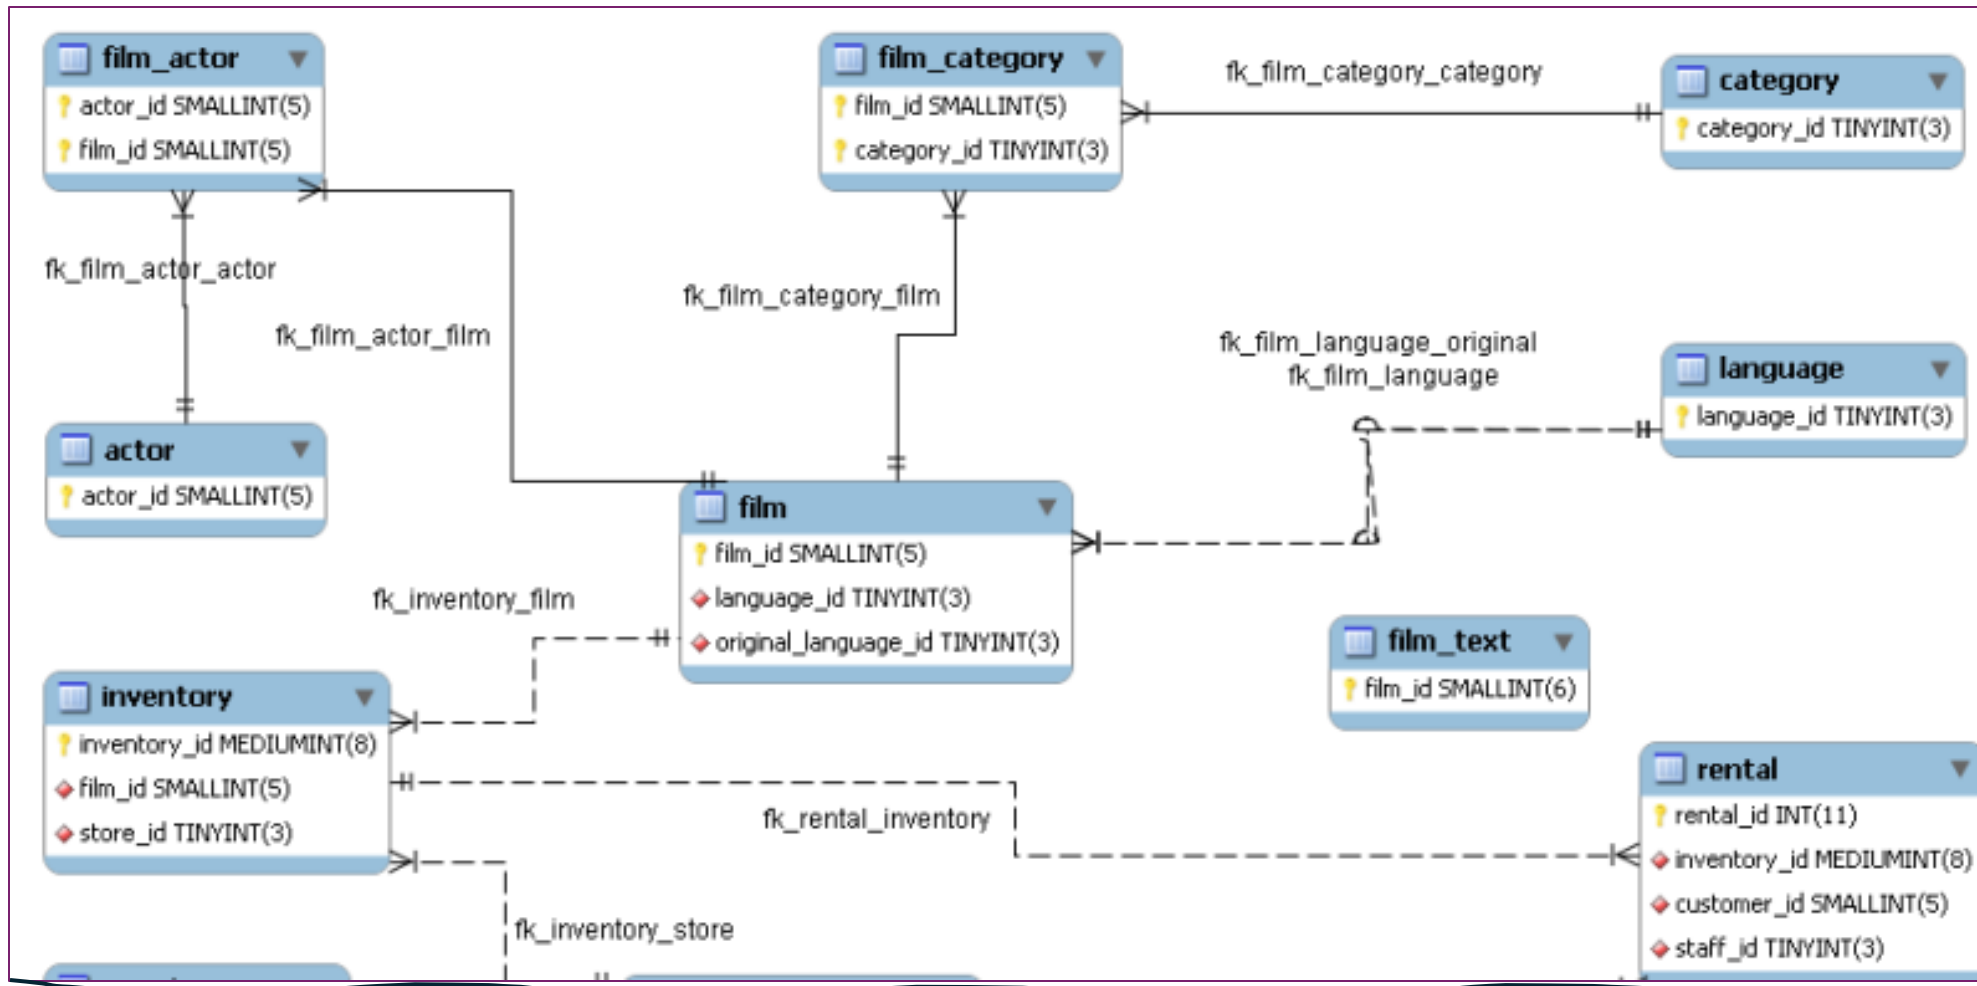 film_actor
actor_id SMALLINT(5)
film_id SMALLINT(5)
film_category
film_id SMALLINT(5)
category_id TINYINT(3)
fk_film_category_category
category
category_id TINYINT(3)
fk_film_actor_actor
fk_film_category_film
fk_film_actor_film
fk_film_language_original
fk_film_language
language
language_id TINYINT(3)
actor
actor_id SMALLINT(5)
film
film_id SMALLINT(5)
language_id TINYINT(3)
original_language_id TINYINT(3)
fk_inventory_film
film_text
film_id SMALLINT(6)
inventory
inventory_id MEDIUMINT(8)
film_id SMALLINT(5)
store_id TINYINT(3)
fk_rental_inventory
rental
rental_id INT(11)
inventory_id MEDIUMINT(8)
customer_id SMALLINT(5)
staff_id TINYINT(3)
fk_inventory_store